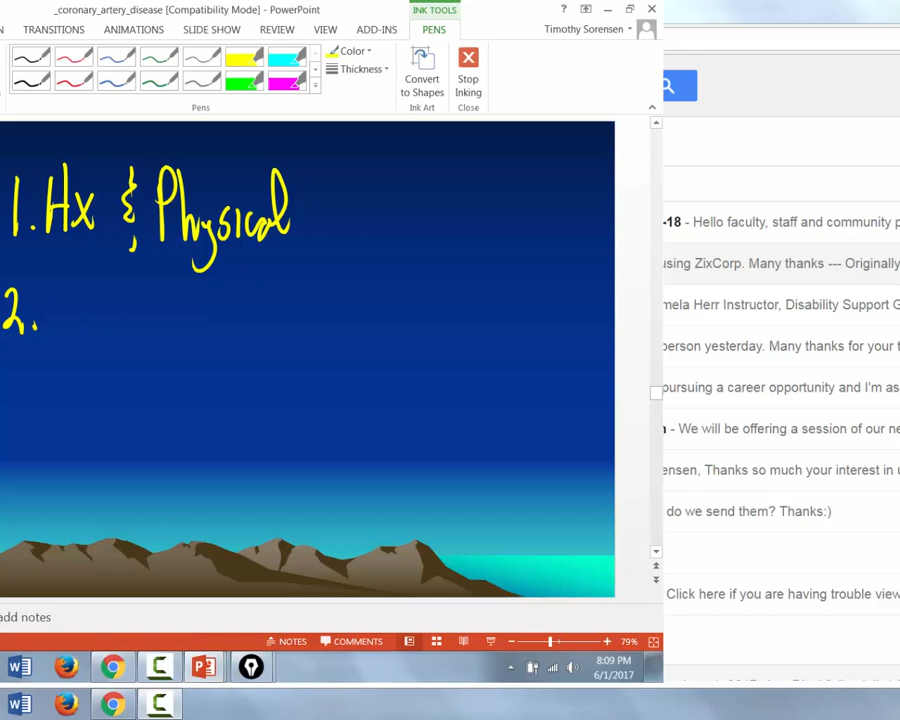 _coronary_artery_disease [Compatibility Mode] - PowerPoint
INK TOOLS
?
TRANSITIONS ANIMATIONS SLIDE SHOW REVIEW VIEW ADD-INS PENS
Timothy Sorensen
Color
Thickness
Convert
to Shapes
Stop
Inking
Pens
Ink Art
Close
1. Hx & Physical
2.
-18 - Hello faculty, staff and community p
using ZixCorp. Many thanks --- Originally
mela Herr Instructor, Disability Support G
person yesterday. Many thanks for your t
pursuing a career opportunity and I'm as
n - We will be offering a session of our ne
ensen, Thanks so much your interest in u
do we send them? Thanks:)
Click here if you are having trouble view
add notes
NOTES COMMENTS 79%
8:09 PM
6/1/2017